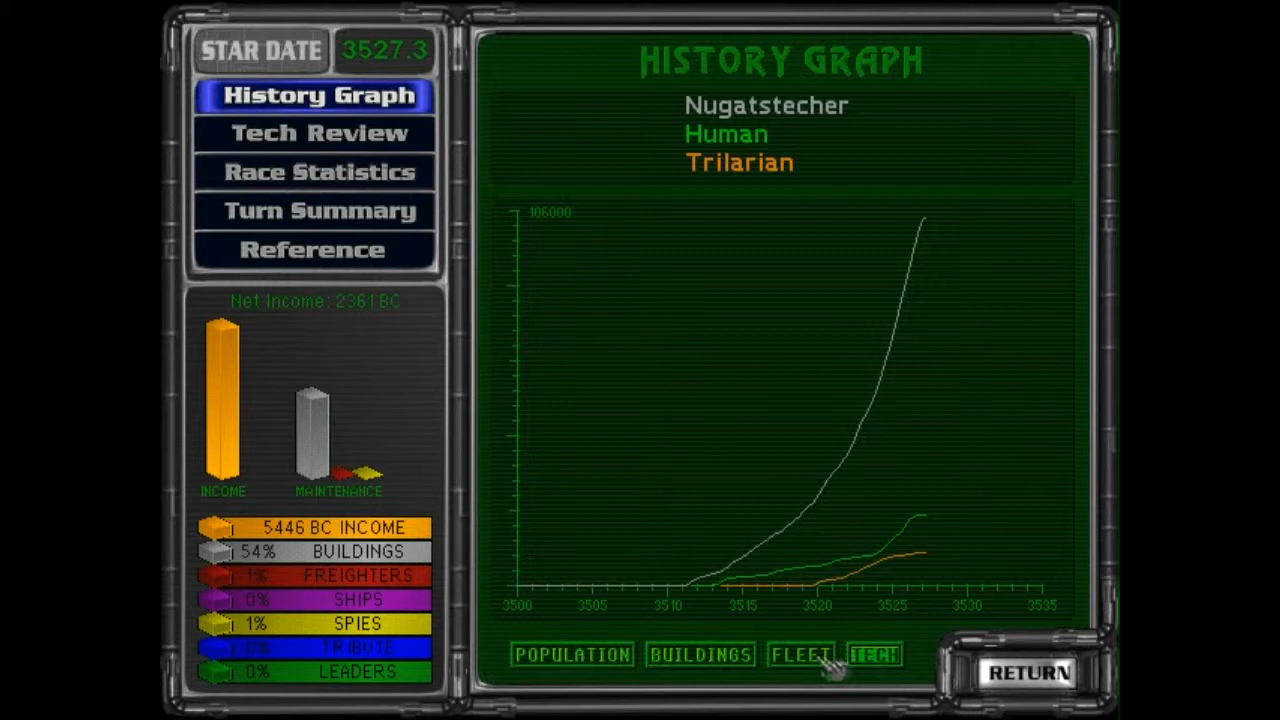 STAR DATE 3527.3
History Graph
Tech Review
Race Statistics
Turn Summary
Reference
Net Income: 2361 BC
INCOME MAINTENANCE
5446 BC INCOME
54% BUILDINGS
1% FREIGHTERS
0% SHIPS
1% SPIES
0% TRIBUTE
0% LEADERS
HISTORY GRAPH
Nugatstecher
Human
Trilarian
106000
3500 3505 3510 3515 3520 3525 3530 3535
POPULATION BUILDINGS FLEET TECH
RETURN